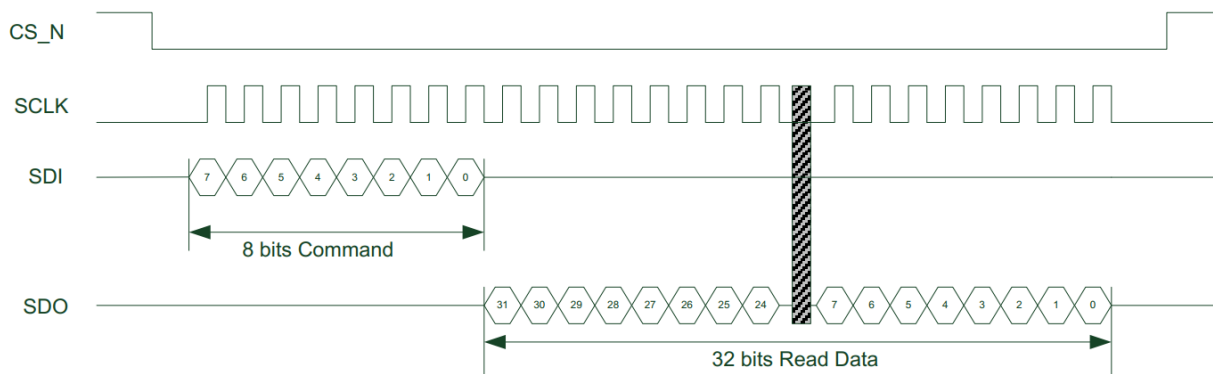 CS_N
SCLK
SDI
7 6 5 4 3 2 1 0
8 bits Command
SDO
31 30 29 28 27 26 25 24 7 6 5 4 3 2 1 0
32 bits Read Data